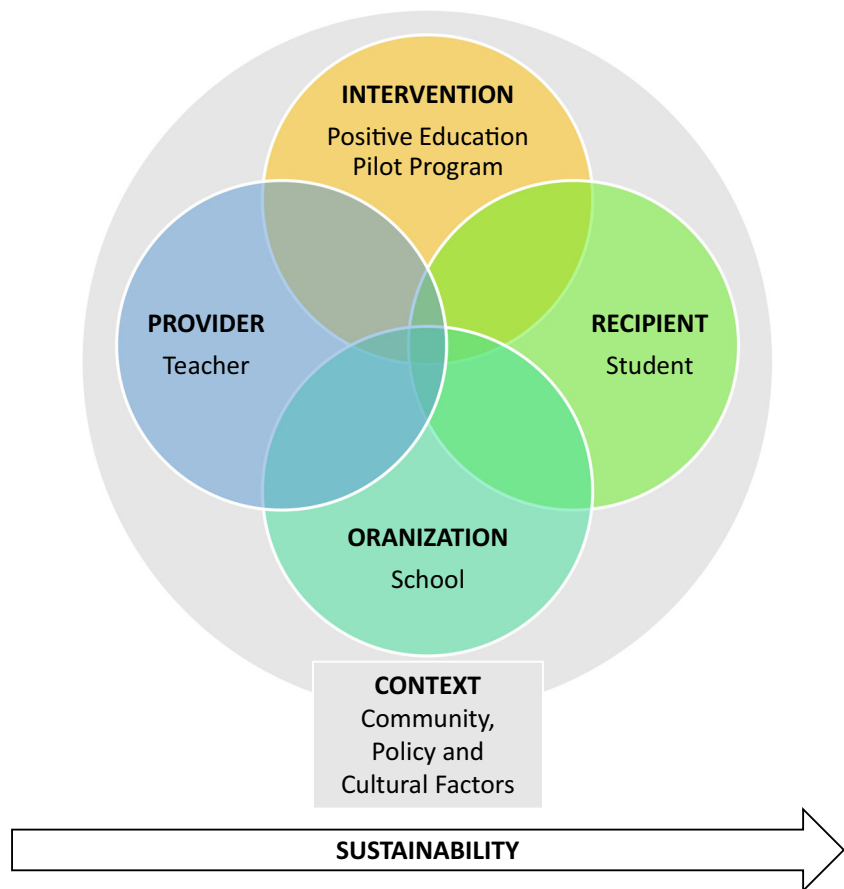 INTERVENTION
Positive Education
Pilot Program
PROVIDER
Teacher
RECIPIENT
Student
ORANIZATION
School
CONTEXT
Community,
Policy and
Cultural Factors
SUSTAINABILITY